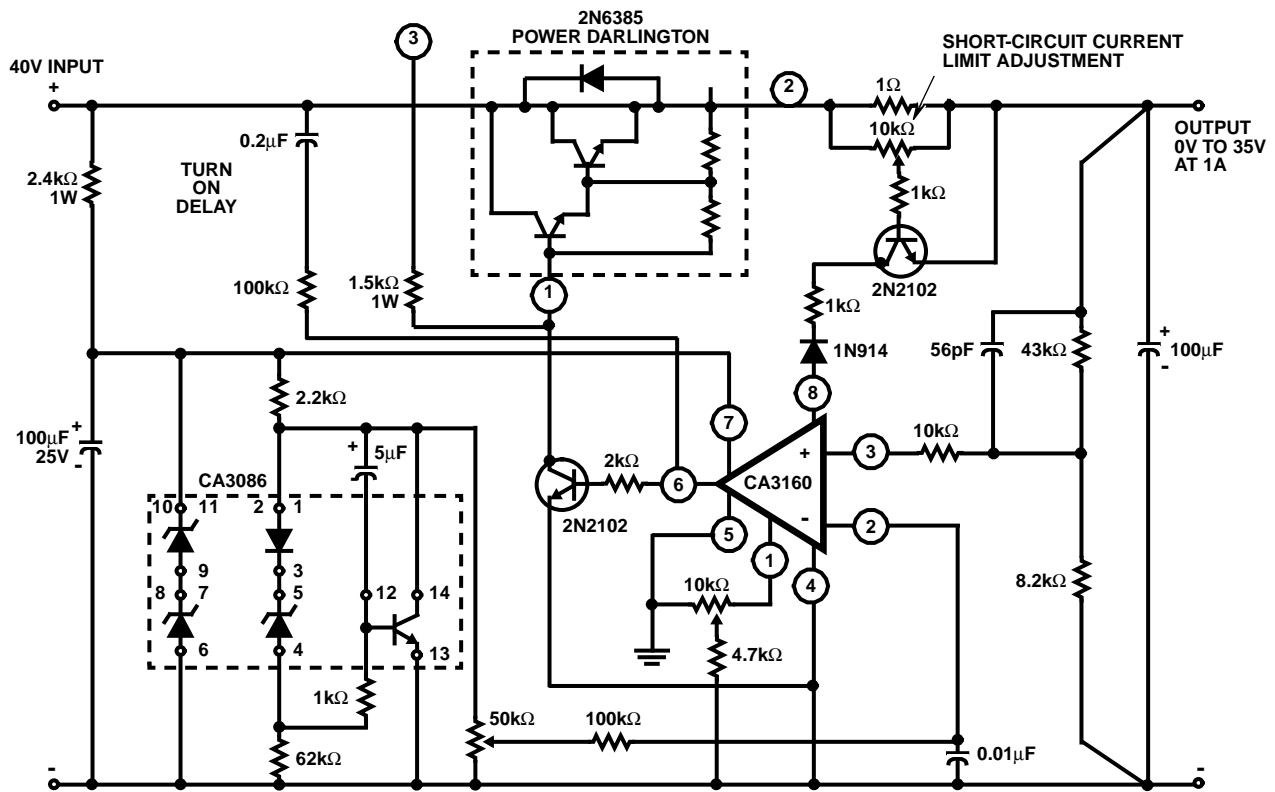 2N6385
POWER DARLINGTON
3
SHORT-CIRCUIT CURRENT
LIMIT ADJUSTMENT
40V INPUT
+
2
1Ω
10kΩ
+
OUTPUT
0V TO 35V
AT 1A
0.2μF
TURN
ON
DELAY
2.4kΩ
1W
1kΩ
2N2102
100kΩ
1.5kΩ
1W
1
1kΩ
1N914
56pF
43kΩ
+
100μF
-
2.2kΩ
8
7
100μF
25V
+
-
+
5μF
10kΩ
3
+
CA3160
-
2kΩ
6
2N2102
CA3086
10
11
2
1
5
2
1
4
9
3
8
7
5
12
14
10kΩ
8.2kΩ
6
4
13
4.7kΩ
1kΩ
50kΩ
100kΩ
62kΩ
0.01μF
-
-